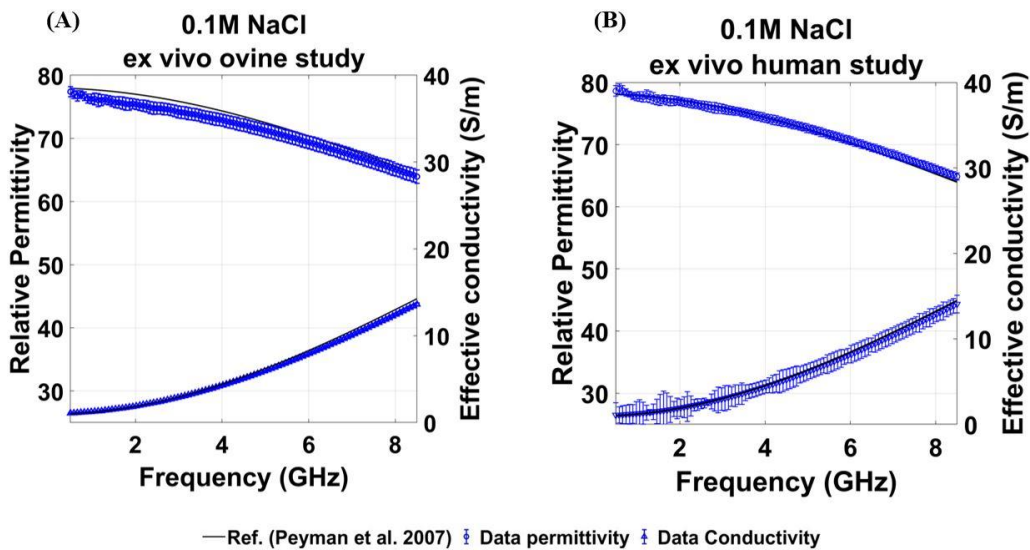 (A)
0.1M NaCl
ex vivo ovine study
80
70
60
50
40
30
Relative Permittivity
40
30
20
10
0
Effective conductivity (S/m)
2 4 6 8
Frequency (GHz)
(B)
0.1M NaCl
ex vivo human study
80
70
60
50
40
30
Relative Permittivity
40
30
20
10
0
Effective conductivity (S/m)
2 4 6 8
Frequency (GHz)
Ref. (Peyman et al. 2007) Data permittivity Data Conductivity